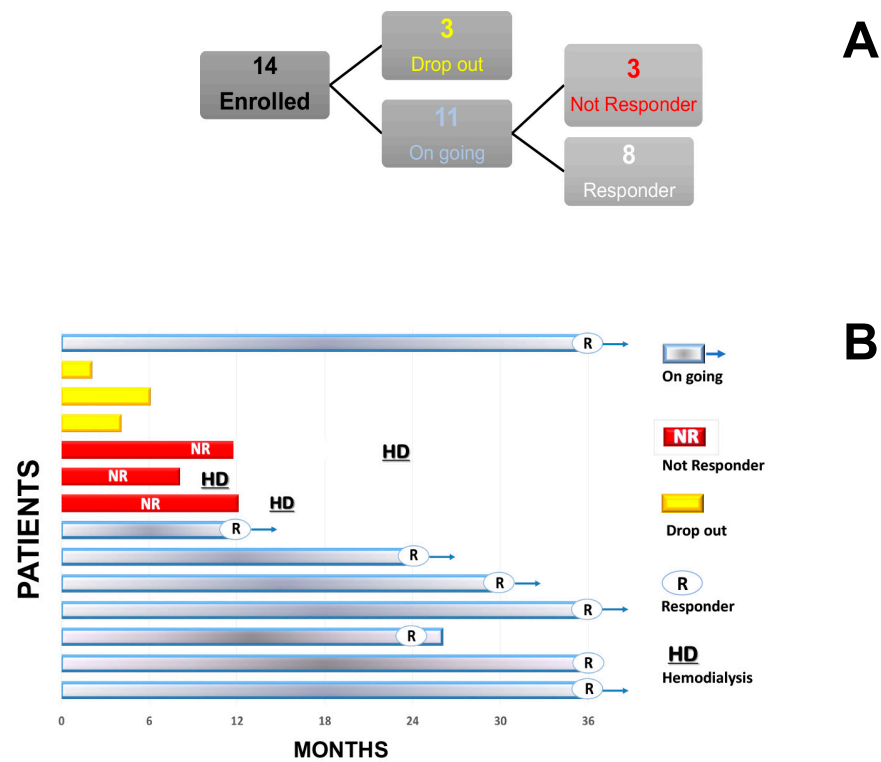 A
14
Enrolled
3
Drop out
11
On going
3
Not Responder
8
Responder
B
PATIENTS
R
NR
HD
NR
HD
NR
HD
R
R
R
R
R
R
R
0 6 12 18 24 30 36
MONTHS
On going
NR
Not Responder
Drop out
R
Responder
HD
Hemodialysis